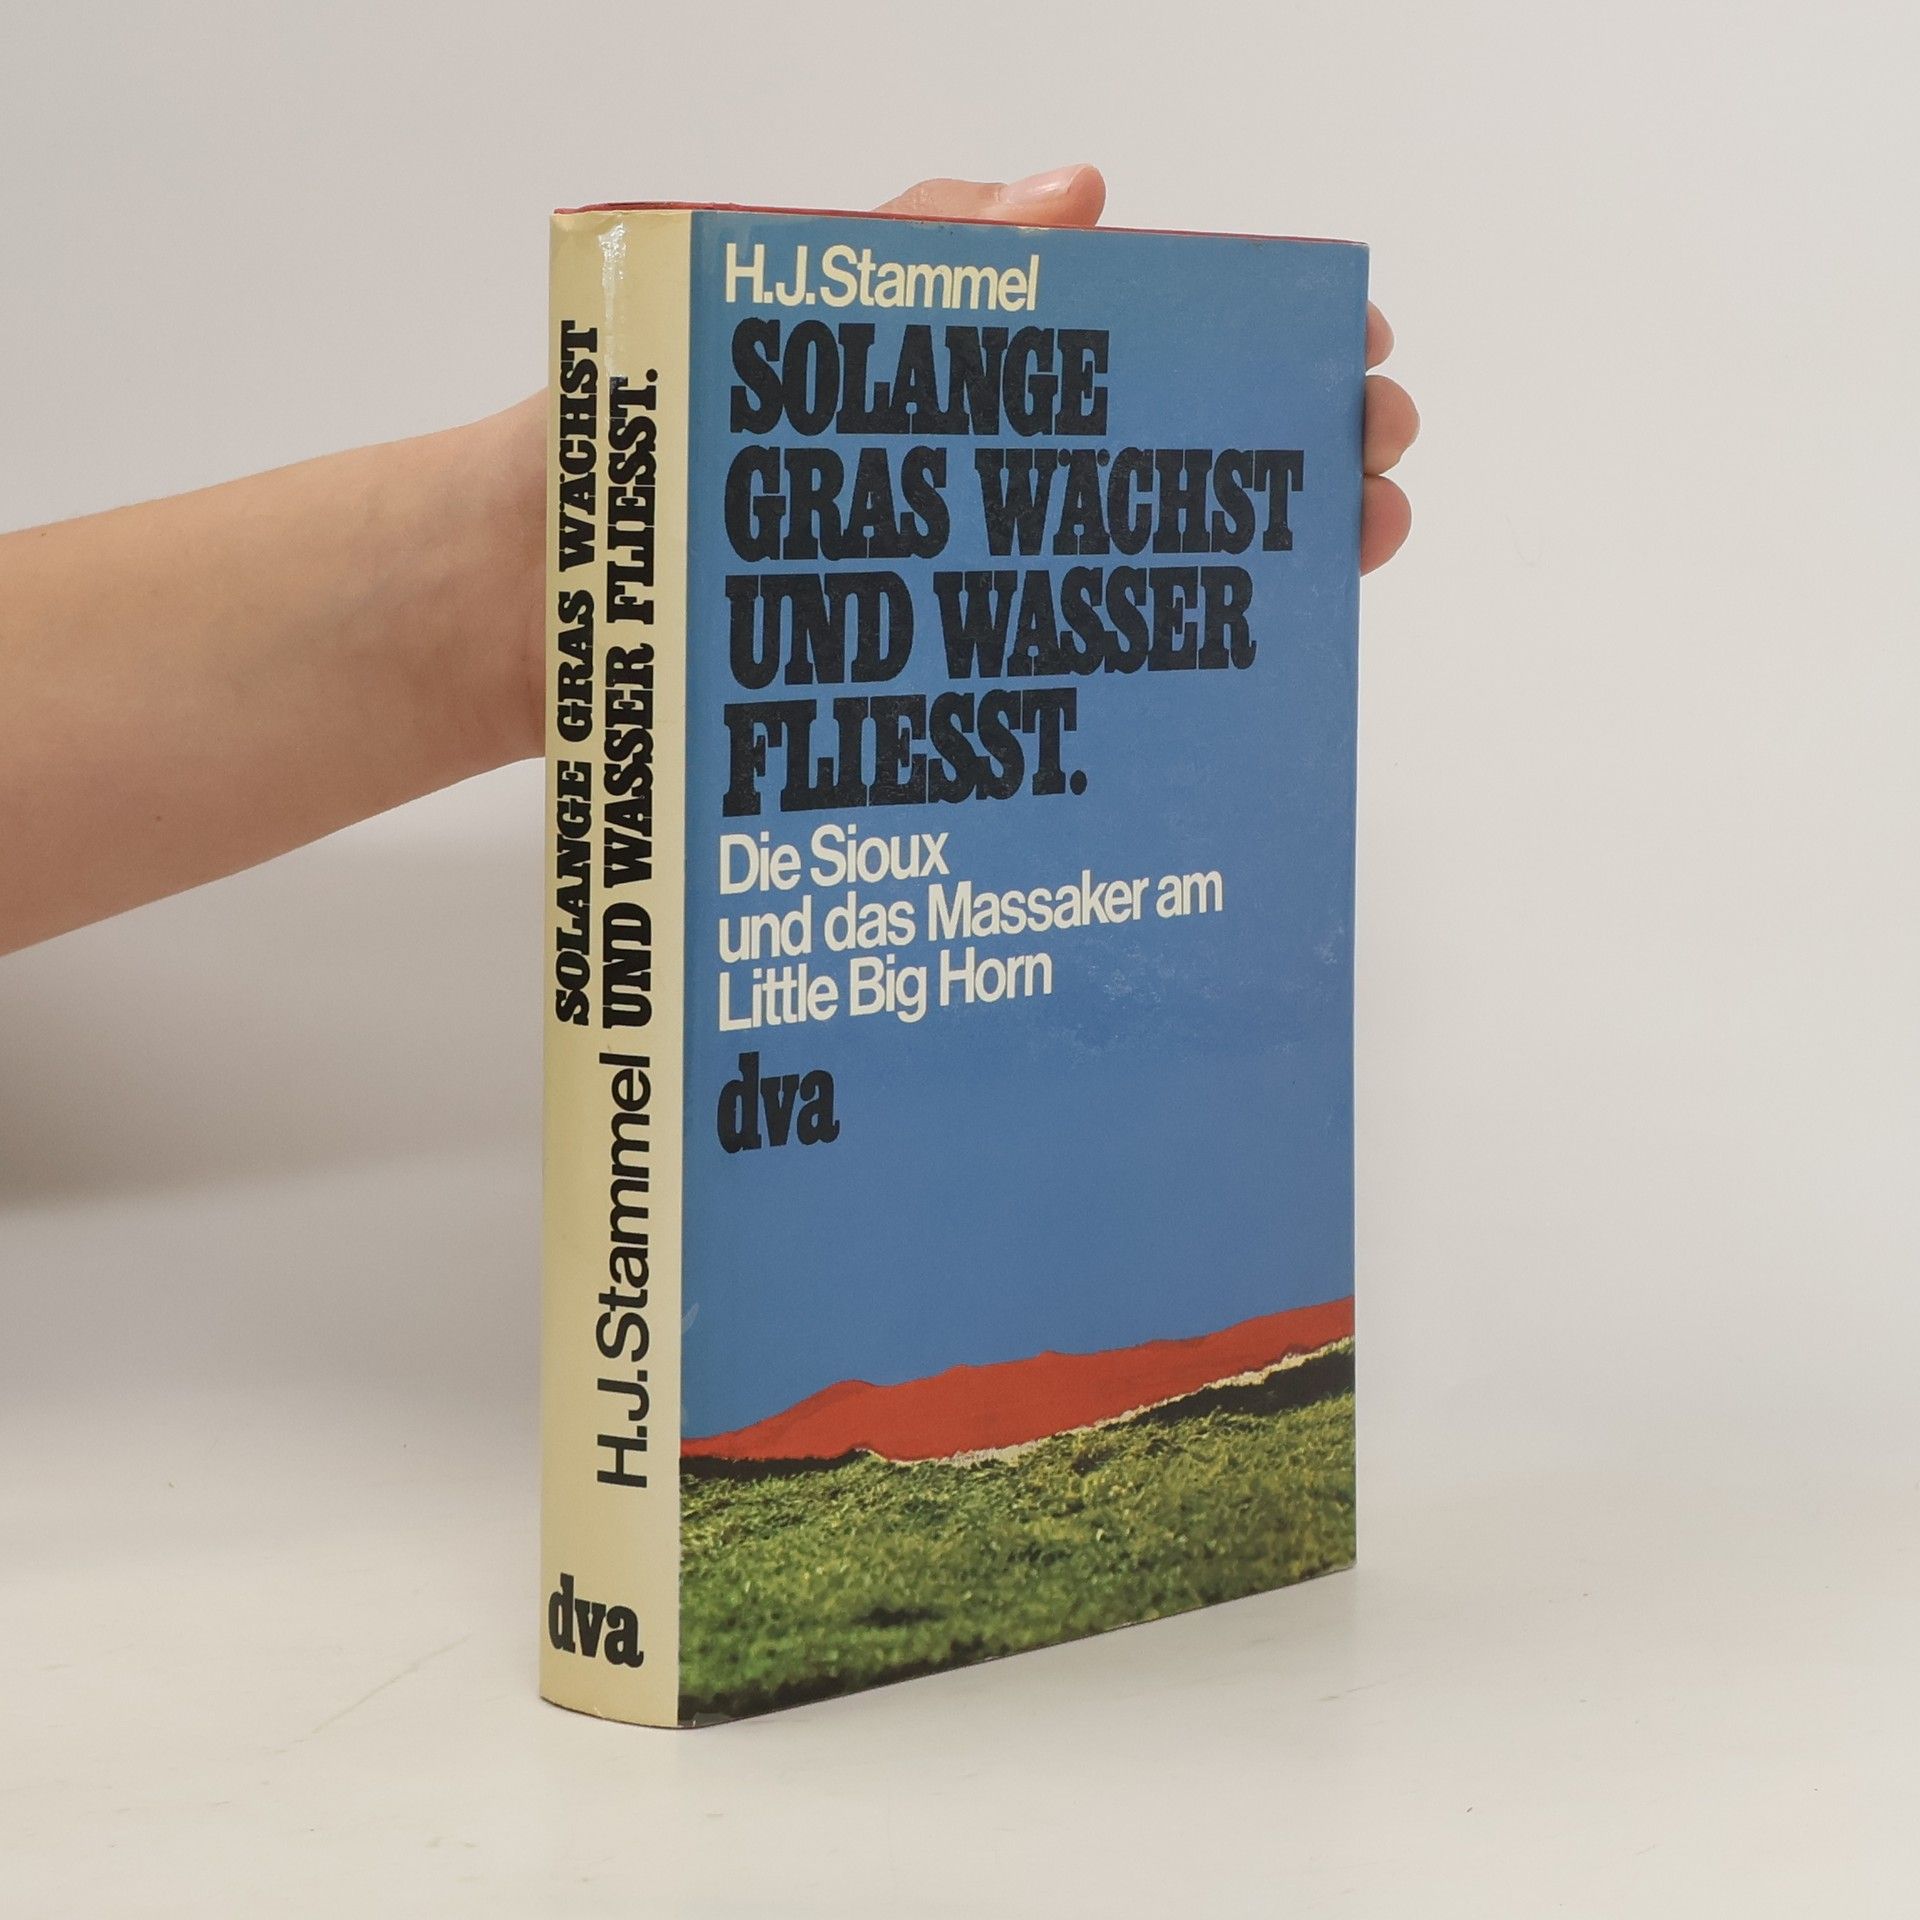 SOLANGE GRAS WÄCHST
UND WASSER FLIESST.
H.J.Stammel
dva
H.J.Stammel
SOLANGE
GRAS WÄCHST
UND WASSER
FLIESST.
Die Sioux
und das Massaker am
Little Big Horn
dva